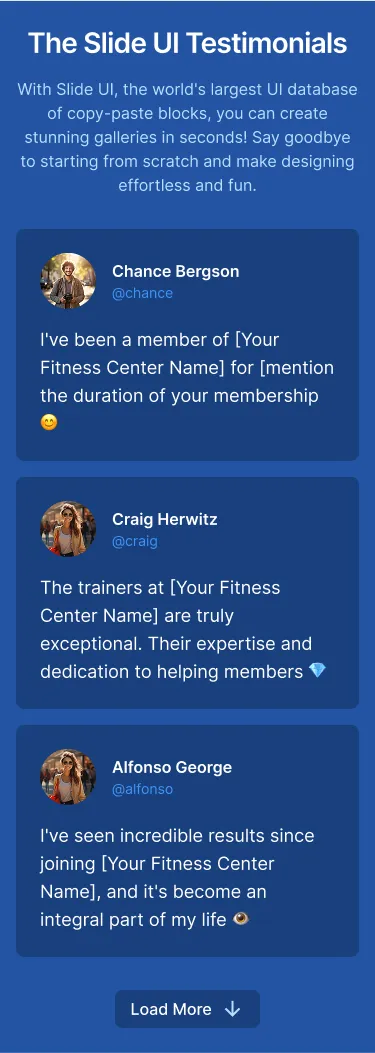 The Slide UI Testimonials
With Slide UI, the world's largest UI database
of copy-paste blocks, you can create
stunning galleries in seconds! Say goodbye
to starting from scratch and make designing
effortless and fun.
Chance Bergson
@chance
I've been a member of [Your
Fitness Center Name] for [mention
the duration of your membership
😊
Craig Herwitz
@craig
The trainers at [Your Fitness
Center Name] are truly
exceptional. Their expertise and
dedication to helping members 💎
Alfonso George
@alfonso
I've seen incredible results since
joining [Your Fitness Center
Name], and it's become an
integral part of my life 👁️
Load More ↓